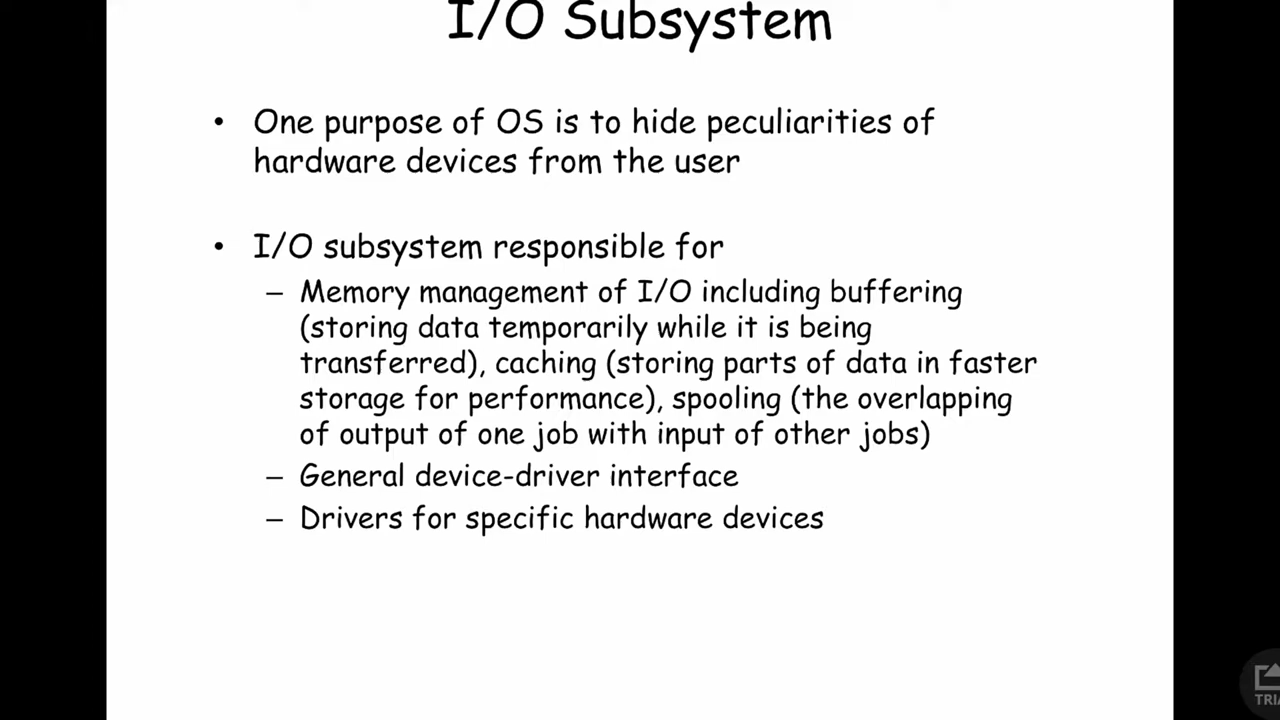 I/O Subsystem
• One purpose of OS is to hide peculiarities of
hardware devices from the user
• I/O subsystem responsible for
– Memory management of I/O including buffering
(storing data temporarily while it is being
transferred), caching (storing parts of data in faster
storage for performance), spooling (the overlapping
of output of one job with input of other jobs)
– General device-driver interface
– Drivers for specific hardware devices